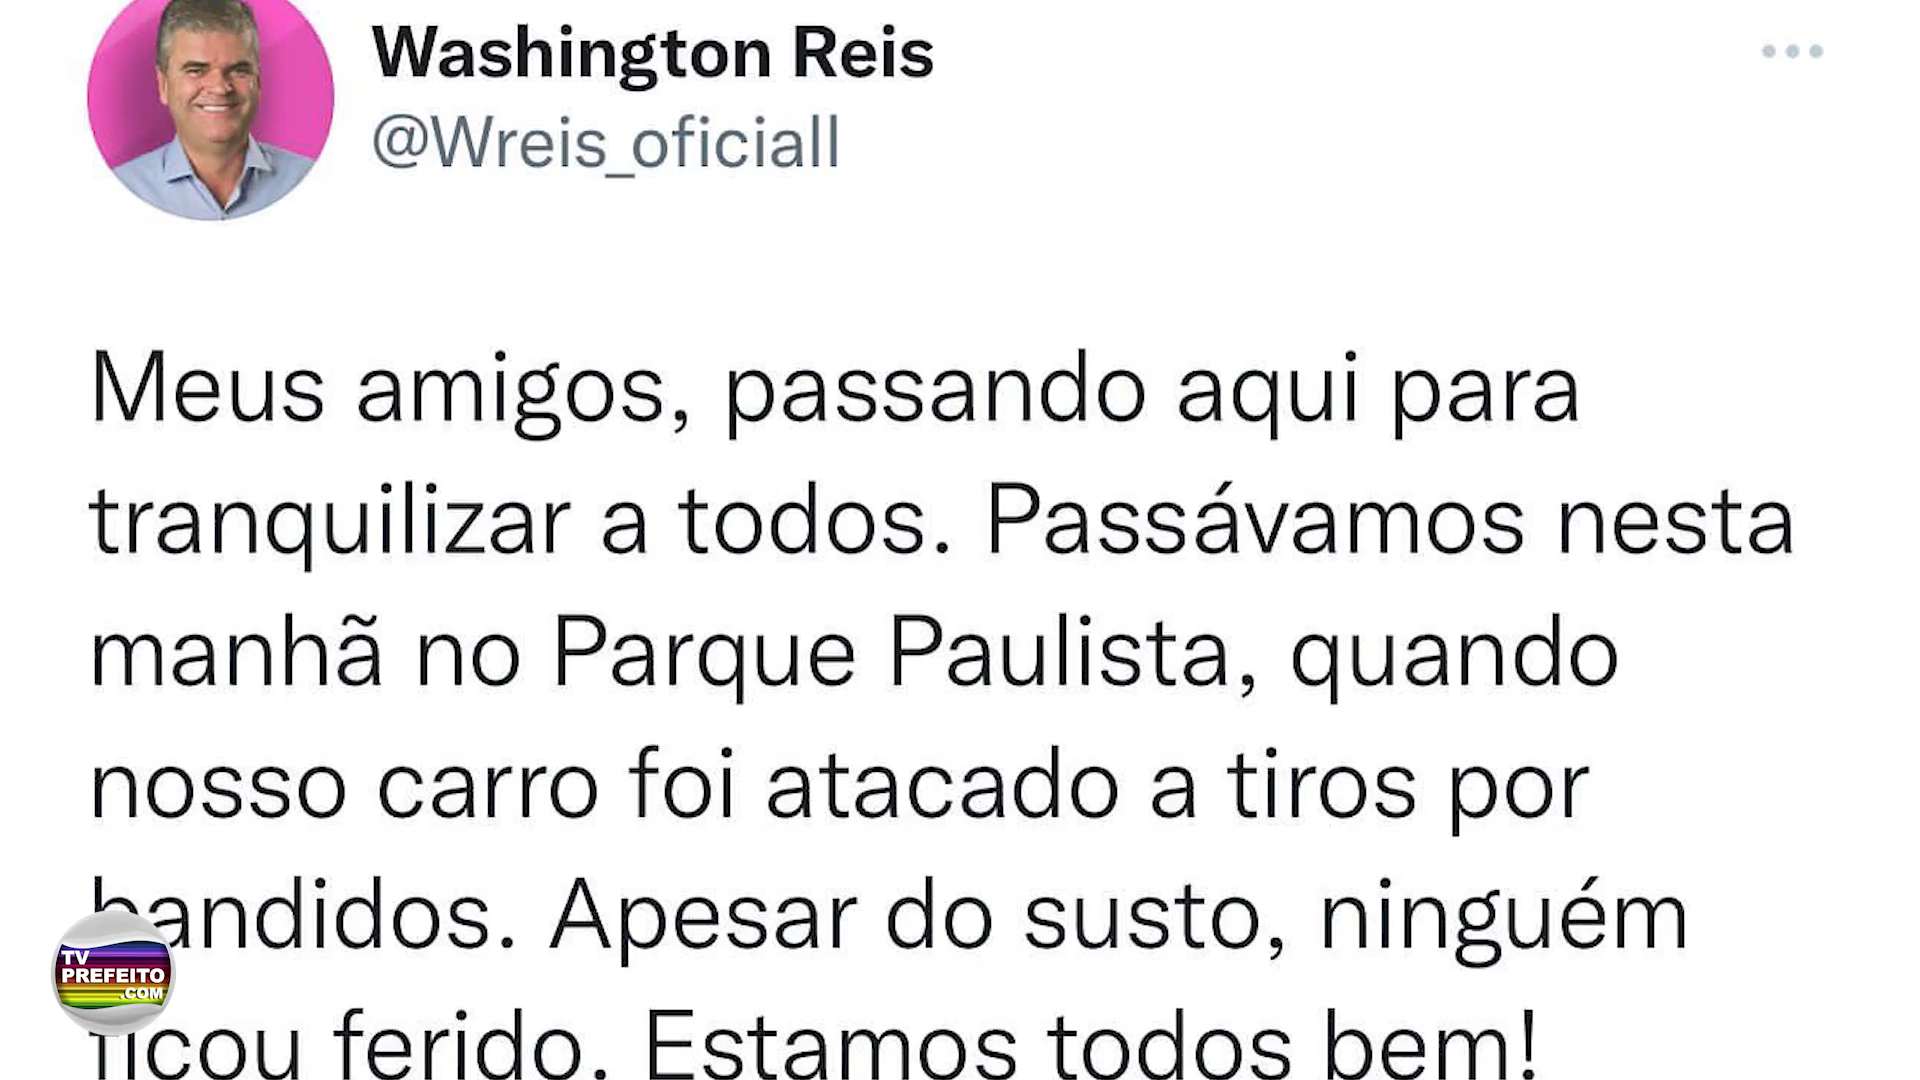 Washington Reis
@Wreis_oficiall
Meus amigos, passando aqui para
tranquilizar a todos. Passávamos nesta
manhã no Parque Paulista, quando
nosso carro foi atacado a tiros por
bandidos. Apesar do susto, ninguém
ficou ferido. Estamos todos bem!
TV
PREFEITO
.COM